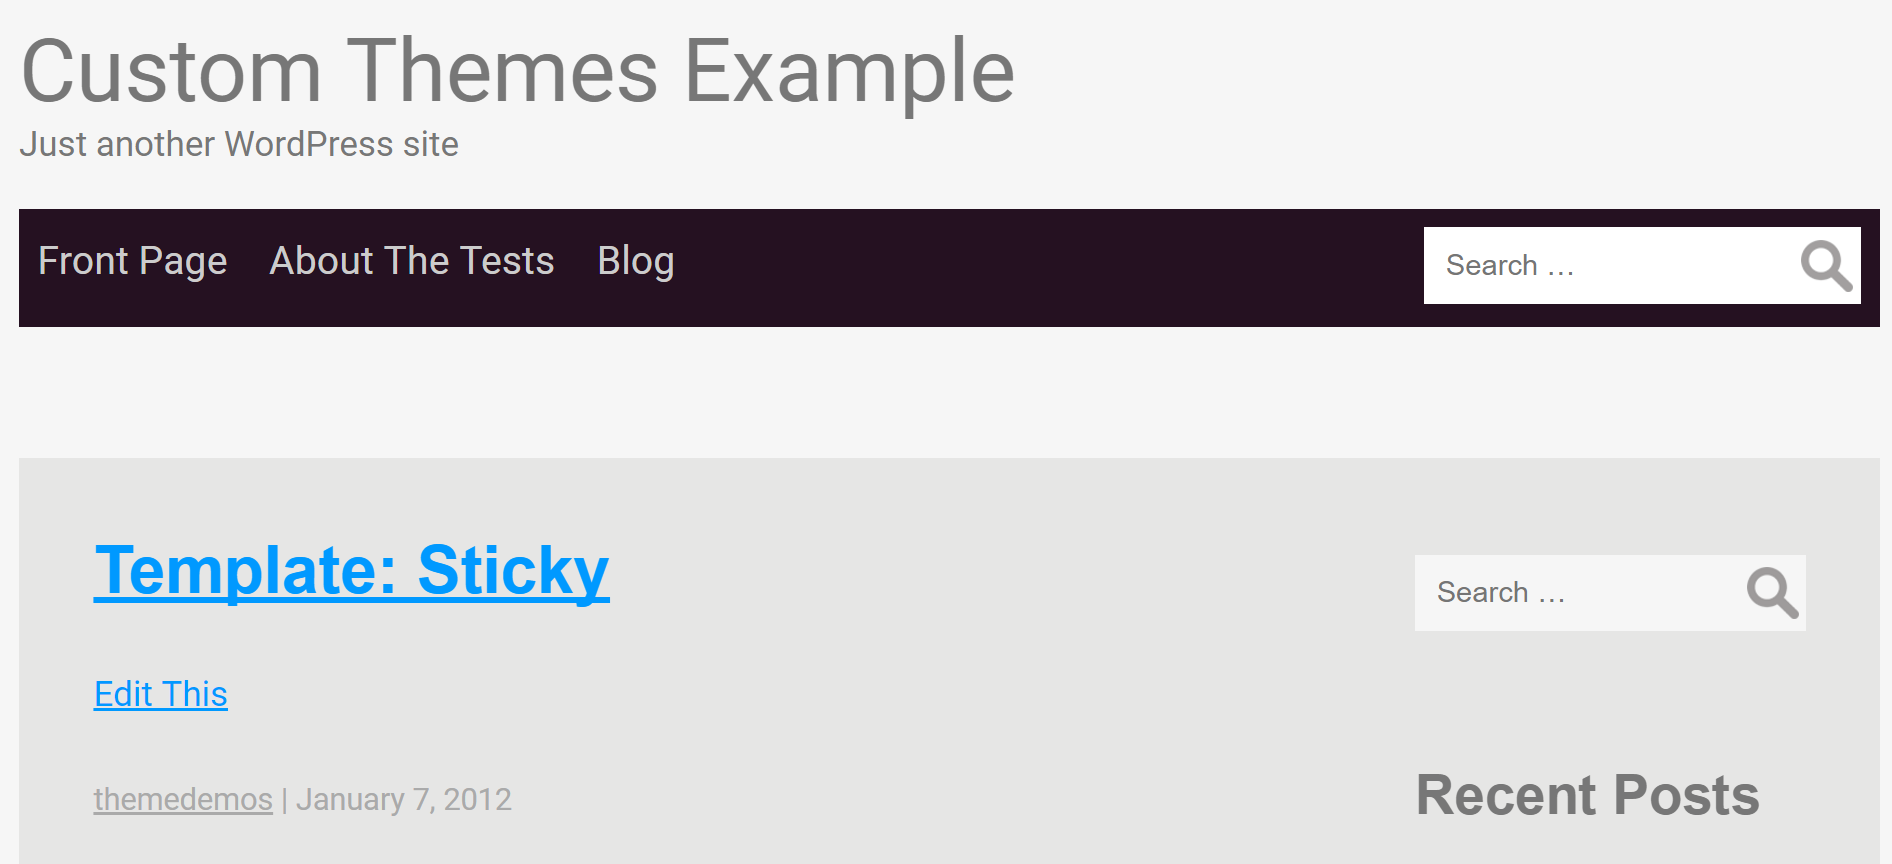 Custom Themes Example
Just another WordPress site
Front Page About The Tests Blog Search …
Template: Sticky
Search …
Edit This
themedemos | January 7, 2012
Recent Posts